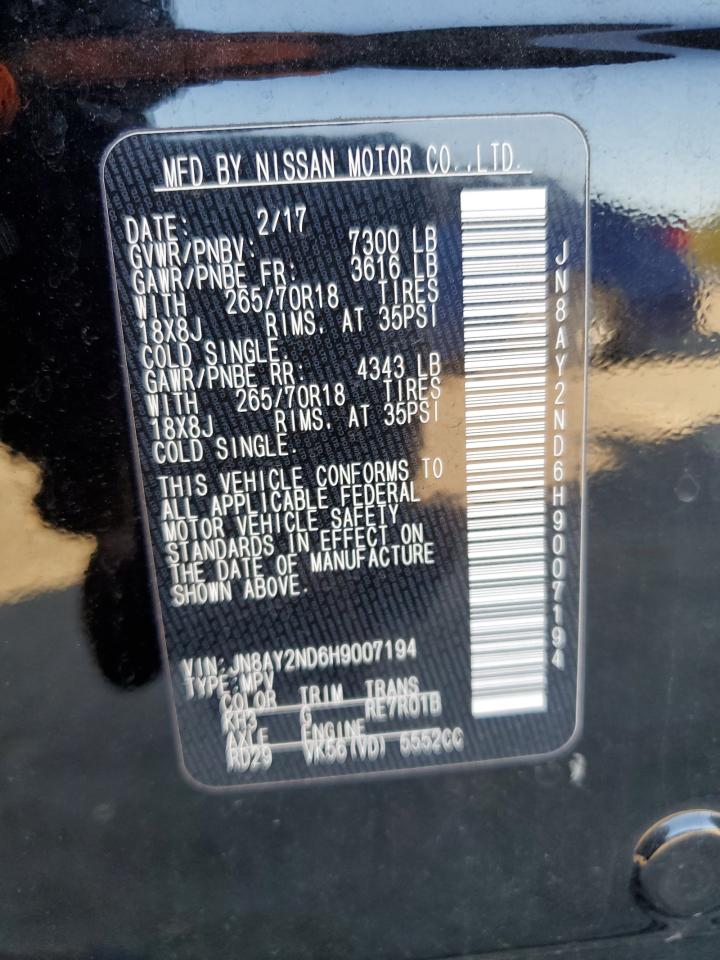 MFD BY NISSAN MOTOR CO.,LTD.
DATE: 2/17
GVWR/PNBV: 7300 LB
GAWR/PNBE FR: 3616 LB
WITH 265/70R18 TIRES
18X8J RIMS, AT 35PSI
COLD SINGLE.
GAWR/PNBE RR: 4343 LB
WITH 265/70R18 TIRES
18X8J RIMS, AT 35PSI
COLD SINGLE.
THIS VEHICLE CONFORMS TO
ALL APPLICABLE FEDERAL
MOTOR VEHICLE SAFETY
STANDARDS IN EFFECT ON
THE DATE OF MANUFACTURE
SHOWN ABOVE.
VIN:JN8AY2ND6H9007194
TYPE:MPV
COLOR TRIM TRANS
KH3 G RE7R01B
AXLE ENGINE
RD29 VK56(VD) 5552CC
JN8AY2ND6H9007194